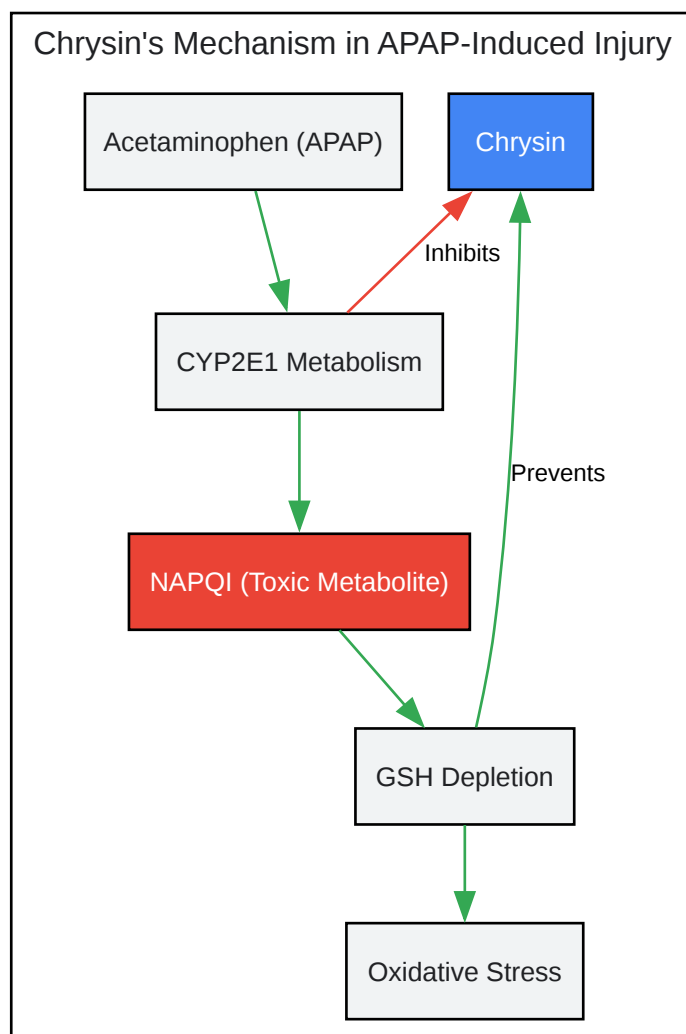 Chrysin's Mechanism in APAP-Induced Injury
Acetaminophen (APAP)
Chrysin
Inhibits
CYP2E1 Metabolism
Prevents
NAPQI (Toxic Metabolite)
GSH Depletion
Oxidative Stress